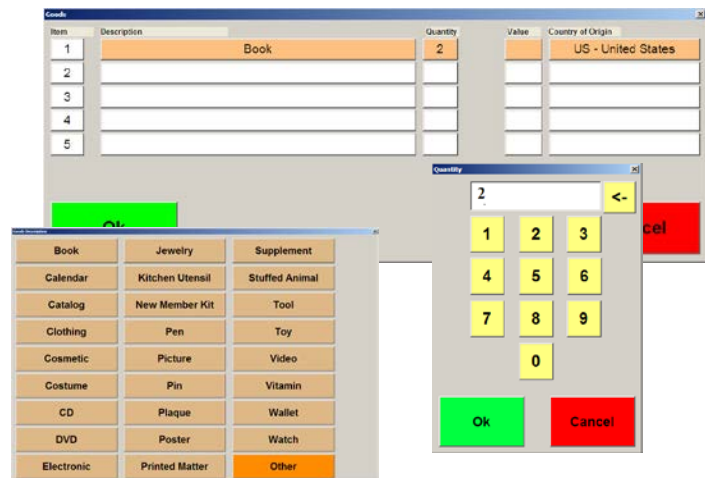 Goods
Item Description Quantity Value Country of Origin
1 Book 2 US - United States
2
3
4
5
Ok
Cancel
Quantity
2
<-
1 2 3
4 5 6
7 8 9
0
Ok Cancel
Goods Description
Book Jewelry Supplement
Calendar Kitchen Utensil Stuffed Animal
Catalog New Member Kit Tool
Clothing Pen Toy
Cosmetic Picture Video
Costume Pin Vitamin
CD Plaque Wallet
DVD Poster Watch
Electronic Printed Matter Other